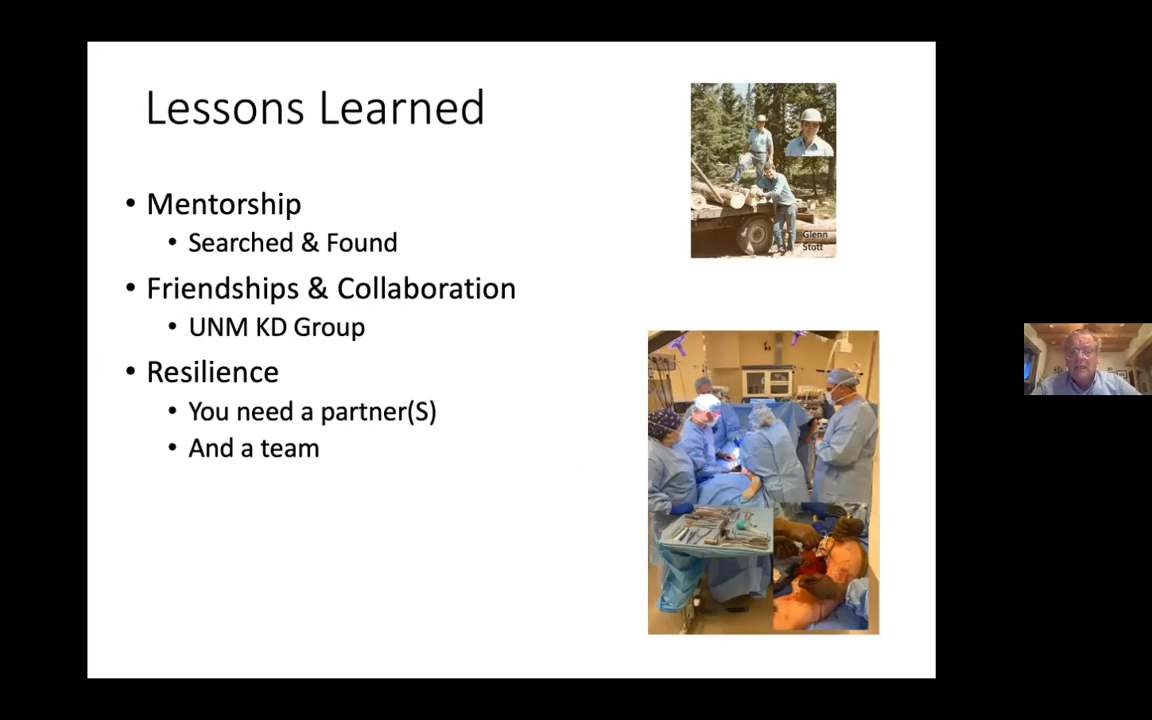 Lessons Learned
• Mentorship
• Searched & Found
• Friendships & Collaboration
• UNM KD Group
• Resilience
• You need a partner(S)
• And a team
Glenn
Stott